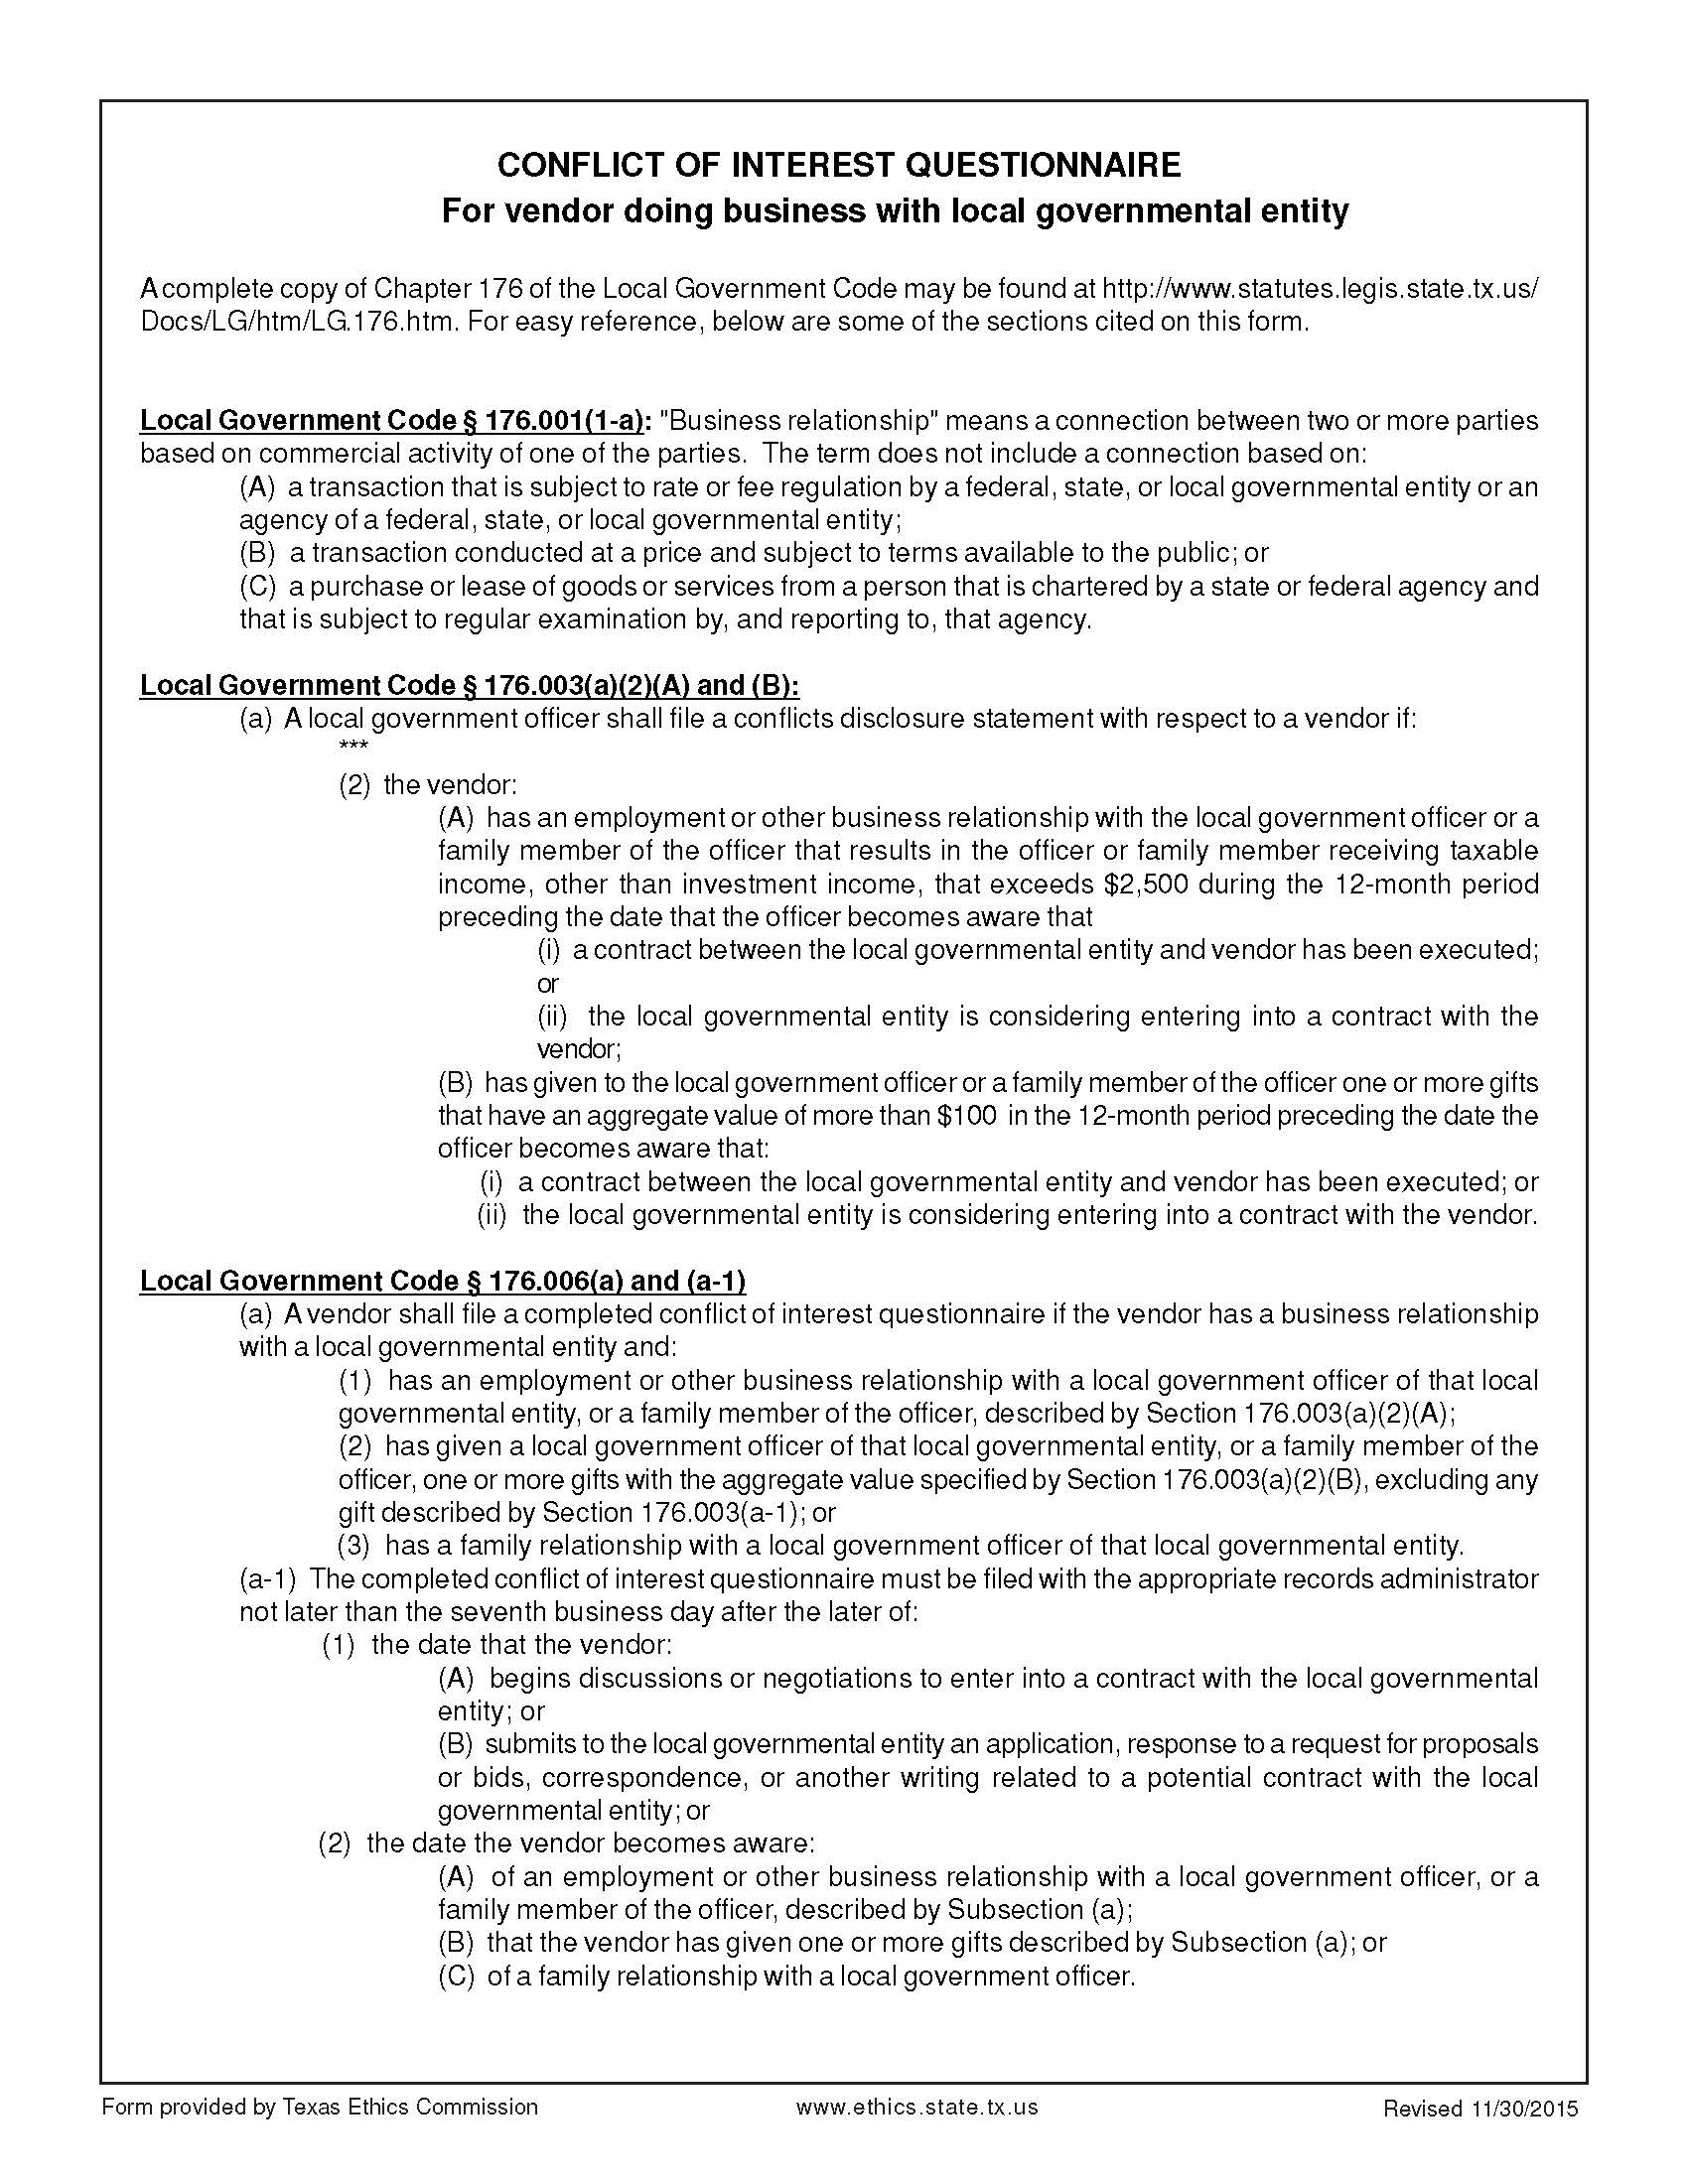 CONFLICT OF INTEREST QUESTIONNAIRE
For vendor doing business with local governmental entity
A complete copy of Chapter 176 of the Local Government Code may be found at http://www.statutes.legis.state.tx.us/
Docs/LG/htm/LG.176.htm. For easy reference, below are some of the sections cited on this form.
Local Government Code § 176.001(1-a): "Business relationship" means a connection between two or more parties
based on commercial activity of one of the parties. The term does not include a connection based on:
(A) a transaction that is subject to rate or fee regulation by a federal, state, or local governmental entity or an
agency of a federal, state, or local governmental entity;
(B) a transaction conducted at a price and subject to terms available to the public; or
(C) a purchase or lease of goods or services from a person that is chartered by a state or federal agency and
that is subject to regular examination by, and reporting to, that agency.
Local Government Code § 176.003(a)(2)(A) and (B):
(a) A local government officer shall file a conflicts disclosure statement with respect to a vendor if:
***
(2) the vendor:
(A) has an employment or other business relationship with the local government officer or a
family member of the officer that results in the officer or family member receiving taxable
income, other than investment income, that exceeds $2,500 during the 12-month period
preceding the date that the officer becomes aware that
(i) a contract between the local governmental entity and vendor has been executed;
or
(ii) the local governmental entity is considering entering into a contract with the
vendor;
(B) has given to the local government officer or a family member of the officer one or more gifts
that have an aggregate value of more than $100 in the 12-month period preceding the date the
officer becomes aware that:
(i) a contract between the local governmental entity and vendor has been executed; or
(ii) the local governmental entity is considering entering into a contract with the vendor.
Local Government Code § 176.006(a) and (a-1)
(a) A vendor shall file a completed conflict of interest questionnaire if the vendor has a business relationship
with a local governmental entity and:
(1) has an employment or other business relationship with a local government officer of that local
governmental entity, or a family member of the officer, described by Section 176.003(a)(2)(A);
(2) has given a local government officer of that local governmental entity, or a family member of the
officer, one or more gifts with the aggregate value specified by Section 176.003(a)(2)(B), excluding any
gift described by Section 176.003(a-1); or
(3) has a family relationship with a local government officer of that local governmental entity.
(a-1) The completed conflict of interest questionnaire must be filed with the appropriate records administrator
not later than the seventh business day after the later of:
(1) the date that the vendor:
(A) begins discussions or negotiations to enter into a contract with the local governmental
entity; or
(B) submits to the local governmental entity an application, response to a request for proposals
or bids, correspondence, or another writing related to a potential contract with the local
governmental entity; or
(2) the date the vendor becomes aware:
(A) of an employment or other business relationship with a local government officer, or a
family member of the officer, described by Subsection (a);
(B) that the vendor has given one or more gifts described by Subsection (a); or
(C) of a family relationship with a local government officer.
Form provided by Texas Ethics Commission www.ethics.state.tx.us Revised 11/30/2015